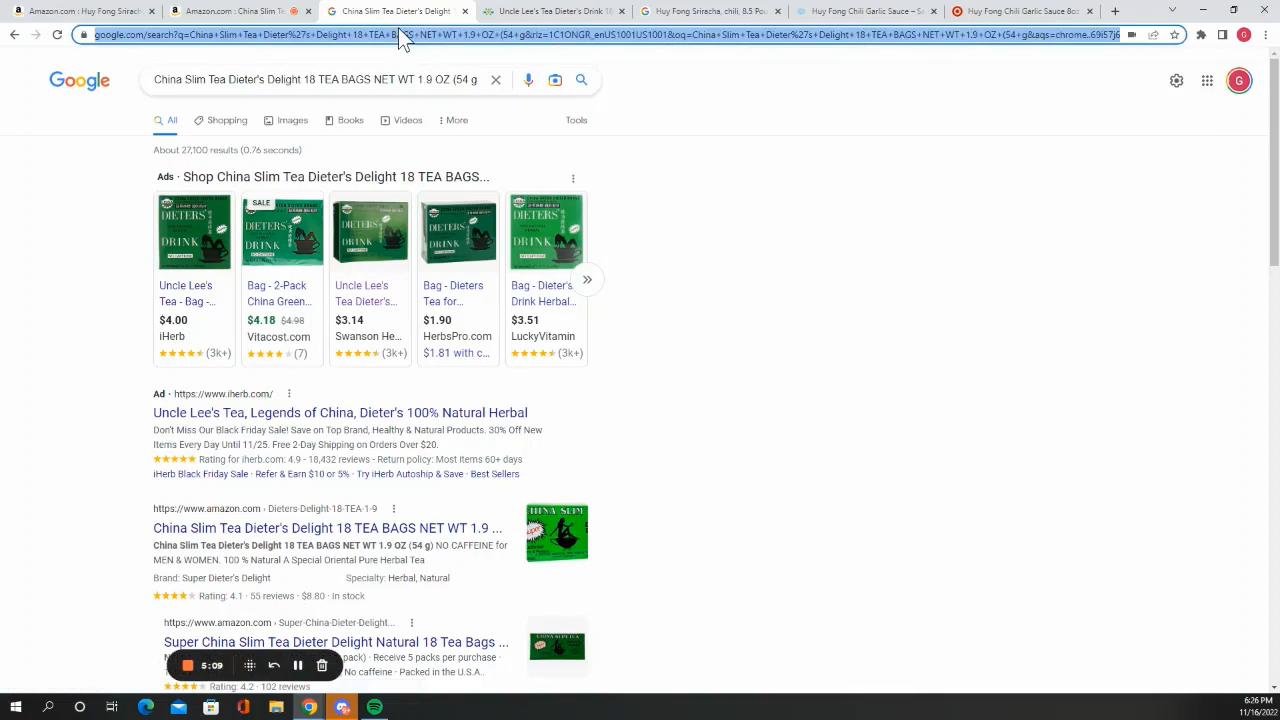 Amazon.com : Huy Fong Sriracha
Amazon.com : Huy Fong
China Slim Tea Dieter's Delight
Uncle Lee's Tea Dieter's Drink 18
Huy Fong Sriracha, chili, 8.5 Pou
Huy Fong Chili Garlic Sauce –
Huy Fong Chili Garlic Sauce 8oz
google.com/search?q=China+Slim+Tea+Dieter%27s+Delight+18+TEA+BAGS+NET+WT+1.9+OZ+(54+g&rlz=1C1ONGR_enUS1001US1001&oq=China+Slim+Tea+Dieter%27s+Delight+18+TEA+BAGS+NET+WT+1.9+OZ+(54+g&aqs=chrome..69i57j6
G
Google
China Slim Tea Dieter's Delight 18 TEA BAGS NET WT 1.9 OZ (54 g
G
All Shopping Images Books Videos More Tools
About 27,100 results (0.76 seconds)
Ads · Shop China Slim Tea Dieter's Delight 18 TEA BAGS...
SALE
DIETERS' DRINK
DIETERS' DRINK
DIETERS' DRINK
DIETERS DRINK
DIETERS' DRINK
Uncle Lee's Tea - Bag -...
$4.00
iHerb
(3k+)
Bag - 2-Pack China Green...
$4.18 $4.98
Vitacost.com
(7)
Uncle Lee's Tea Dieter's...
$3.14
Swanson He...
(3k+)
Bag - Dieters Tea for...
$1.90
HerbsPro.com
$1.81 with c...
Bag - Dieter's Drink Herbal...
$3.51
LuckyVitamin
(3k+)
Ad · https://www.iherb.com/
Uncle Lee's Tea, Legends of China, Dieter's 100% Natural Herbal
Don't Miss Our Black Friday Sale! Save on Top Brand, Healthy & Natural Products. 30% Off New
Items Every Day Until 11/25. Free 2-Day Shipping on Orders Over $20.
Rating for iherb.com: 4.9 - 18,432 reviews - Return policy: Most items 60+ days
iHerb Black Friday Sale · Refer & Earn $10 or 5% · Try iHerb Autoship & Save · Best Sellers
https://www.amazon.com › Dieters-Delight-18-TEA-1-9
China Slim Tea Dieter's Delight 18 TEA BAGS NET WT 1.9 ...
China Slim Tea Dieter's Delight 18 TEA BAGS NET WT 1.9 OZ (54 g) NO CAFFEINE for
MEN & WOMEN. 100 % Natural A Special Oriental Pure Herbal Tea
Brand: Super Dieter's Delight Specialty: Herbal, Natural
Rating: 4.1 · 55 reviews · $8.80 · In stock
CHINA SLIM
https://www.amazon.com › Super-China-Dieter-Delight...
Super China Slim Tea Dieter Delight Natural 18 Tea Bags ...
pack) · Receive 5 packs per purchase ·
No caffeine · Packed in the U.S.A..
Rating: 4.2 · 102 reviews
CHINA SLIM TEA
5:09
6:26 PM
11/16/2022